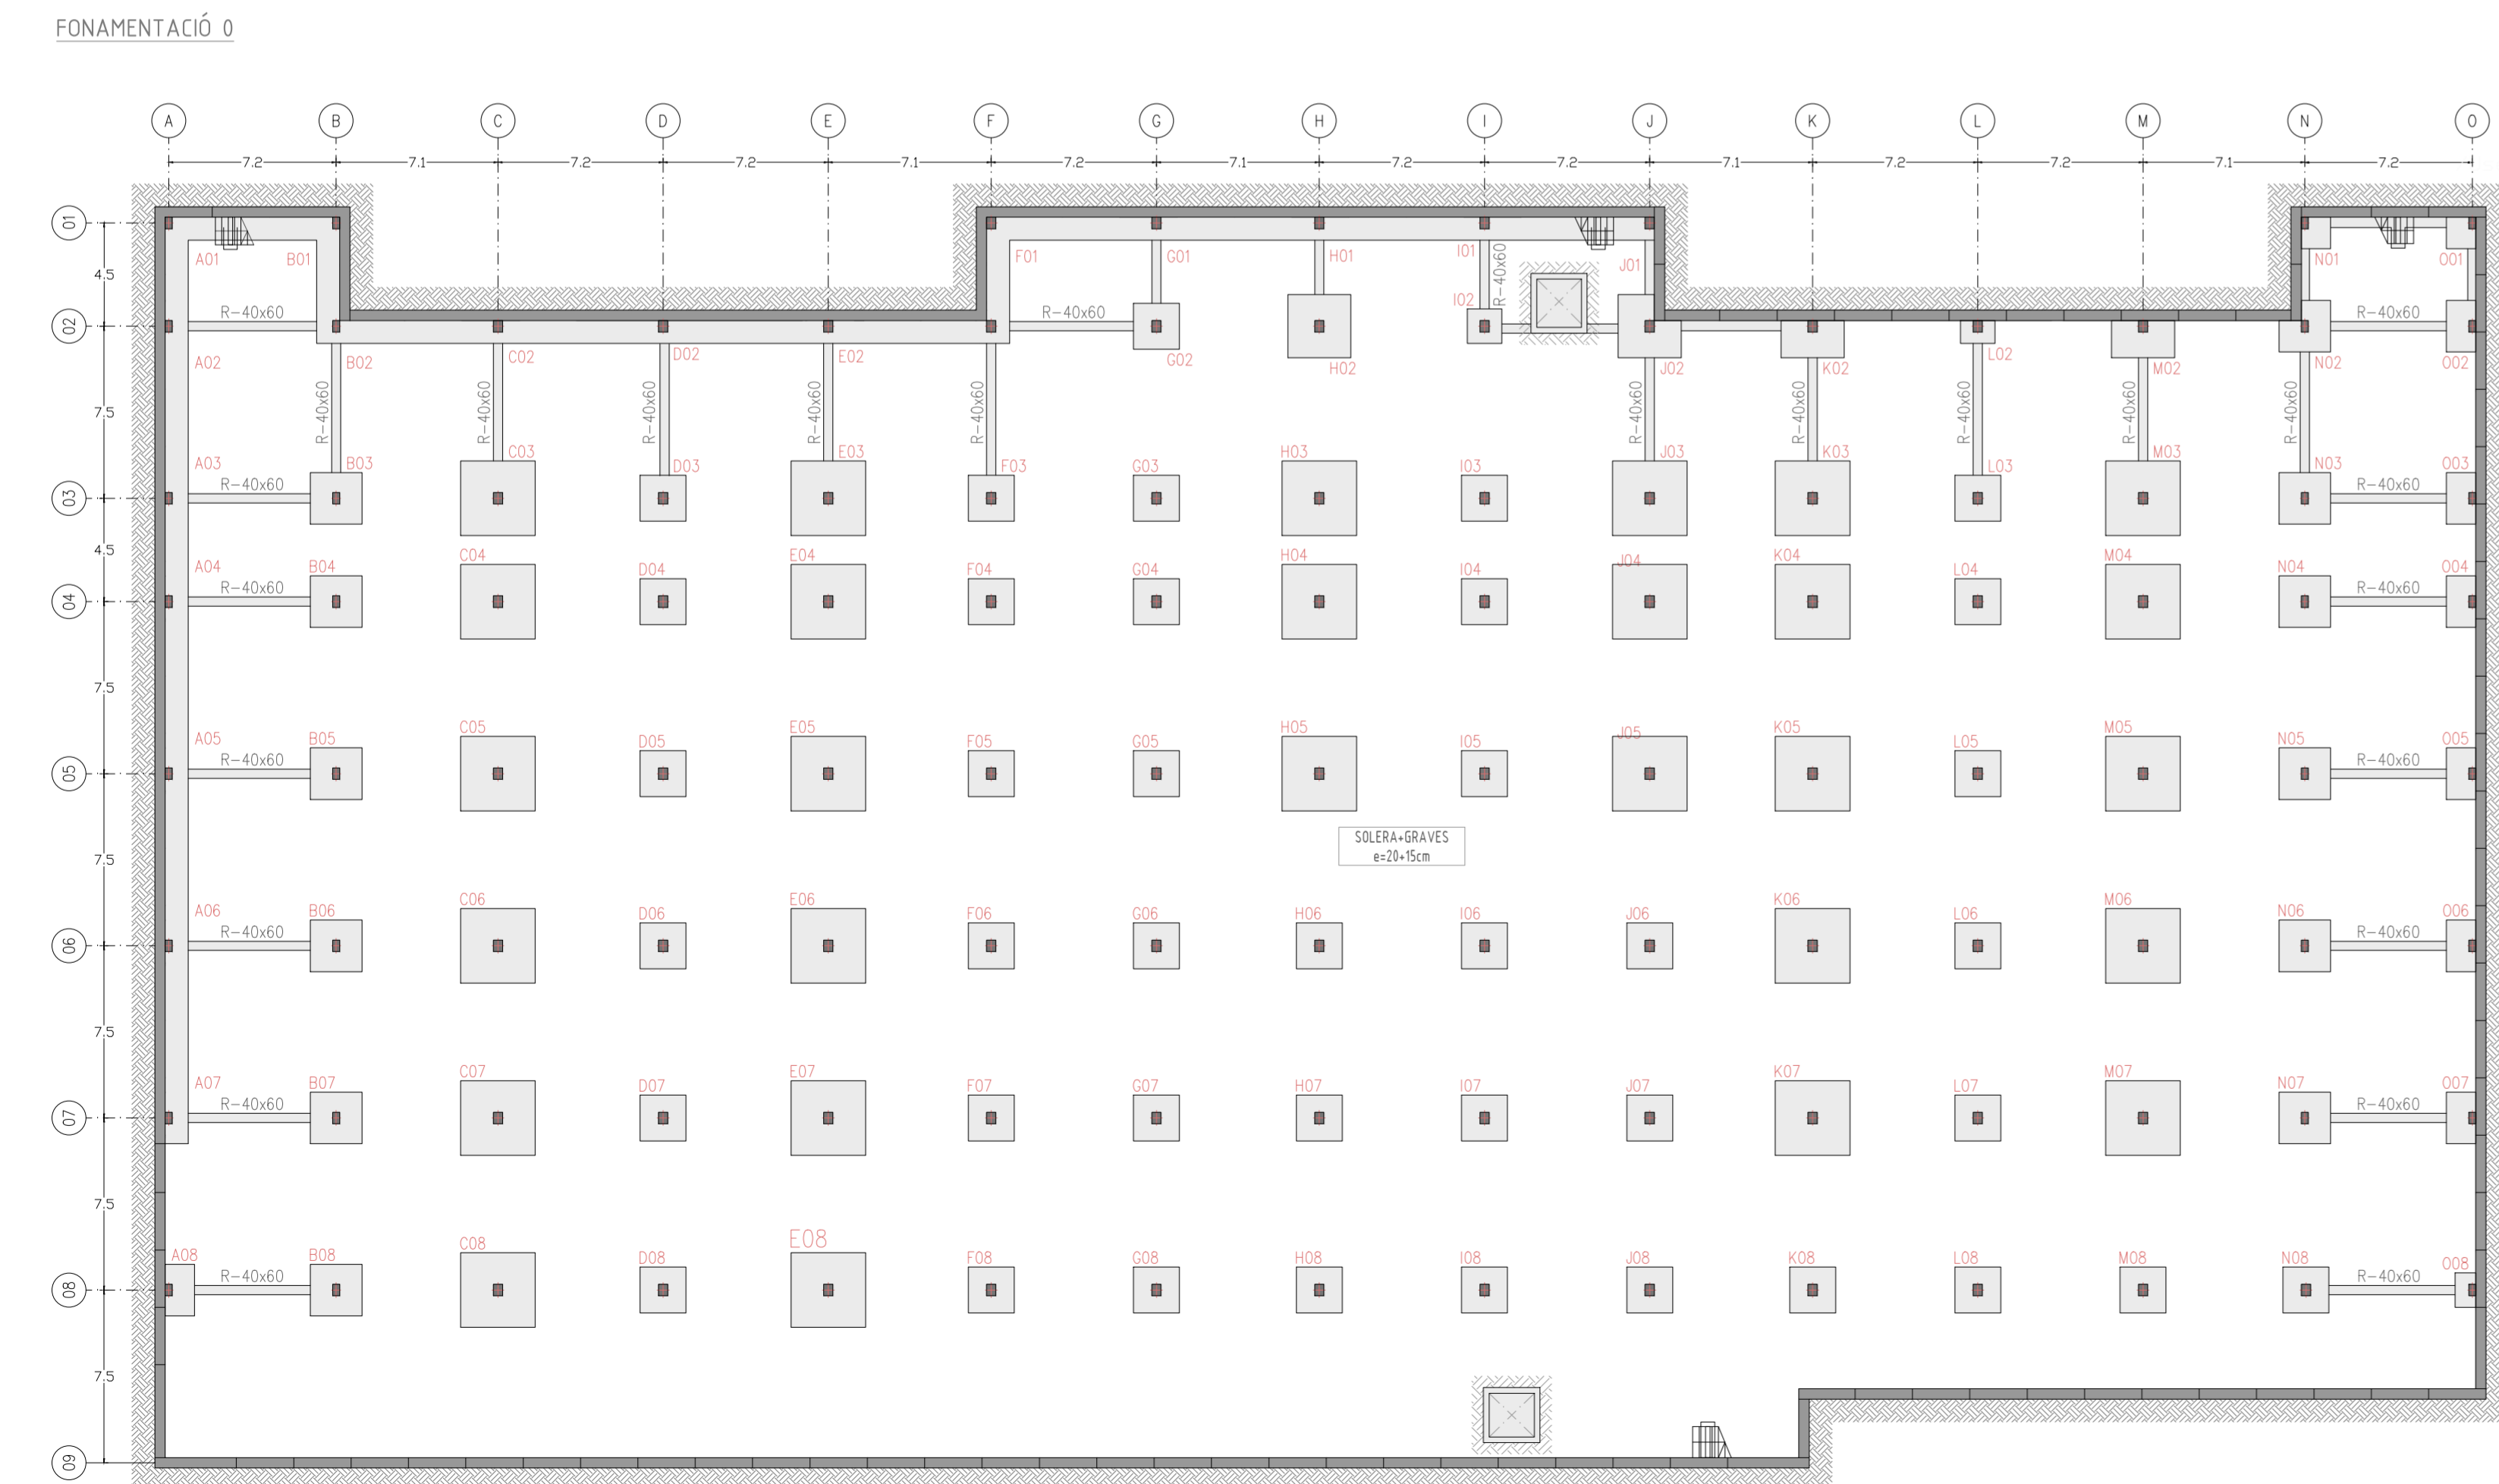 FONAMENTACIÓ 0
A B C D E F G H I J K L M N O
7.2 7.1 7.2 7.2 7.1 7.2 7.1 7.2 7.2 7.1 7.2 7.2 7.1 7.2
01
A01 B01 F01 G01 H01 I01 J01 N01 O01
4.5
R-40x60
I02
R-40x60 R-40x60 R-40x60
02
A02 B02 C02 D02 E02 G02 H02 J02 K02 L02 M02 N02 O02
7.5
R-40x60 R-40x60 R-40x60 R-40x60 R-40x60 R-40x60 R-40x60 R-40x60 R-40x60 R-40x60
A03 B03 C03 D03 E03 F03 G03 H03 I03 J03 K03 L03 M03 N03 O03
R-40x60 R-40x60
03
4.5
A04 B04 C04 D04 E04 F04 G04 H04 I04 J04 K04 L04 M04 N04 O04
R-40x60 R-40x60
04
7.5
A05 B05 C05 D05 E05 F05 G05 H05 I05 J05 K05 L05 M05 N05 O05
R-40x60 R-40x60
05
SOLERA+GRAVES
e=20+15cm
7.5
A06 B06 C06 D06 E06 F06 G06 H06 I06 J06 K06 L06 M06 N06 O06
R-40x60 R-40x60
06
7.5
A07 B07 C07 D07 E07 F07 G07 H07 I07 J07 K07 L07 M07 N07 O07
R-40x60 R-40x60
07
7.5
A08 B08 C08 D08 E08 F08 G08 H08 I08 J08 K08 L08 M08 N08 O08
R-40x60 R-40x60
08
7.5
09